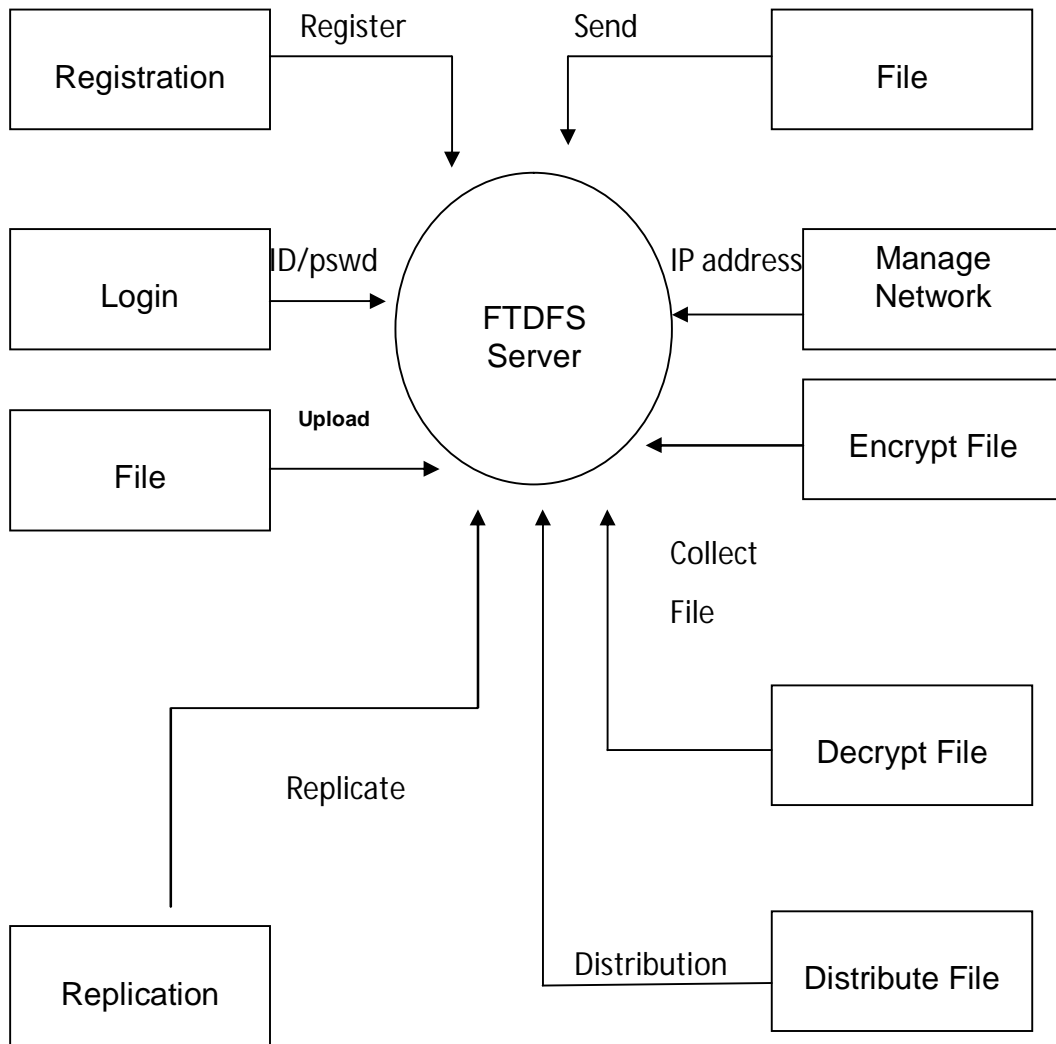 Register
Send
Registration
File
ID/pswd
IP address
Manage
Network
Login
FTDFS
Server
Upload
File
Encrypt File
Collect
File
Decrypt File
Replicate
Distribution
Distribute File
Replication